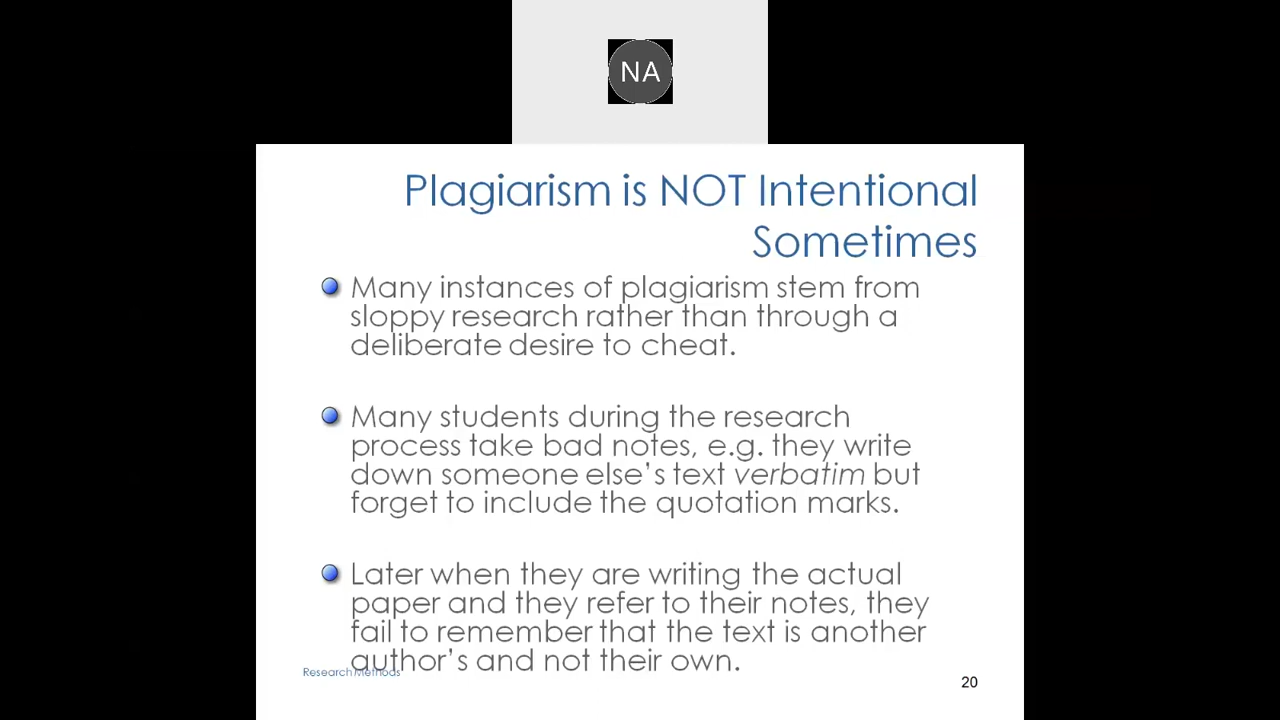 NA
Plagiarism is NOT Intentional
Sometimes
Many instances of plagiarism stem from
sloppy research rather than through a
deliberate desire to cheat.
Many students during the research
process take bad notes, e.g. they write
down someone else’s text verbatim but
forget to include the quotation marks.
Later when they are writing the actual
paper and they refer to their notes, they
fail to remember that the text is another
author’s and not their own.
Research Methods
20